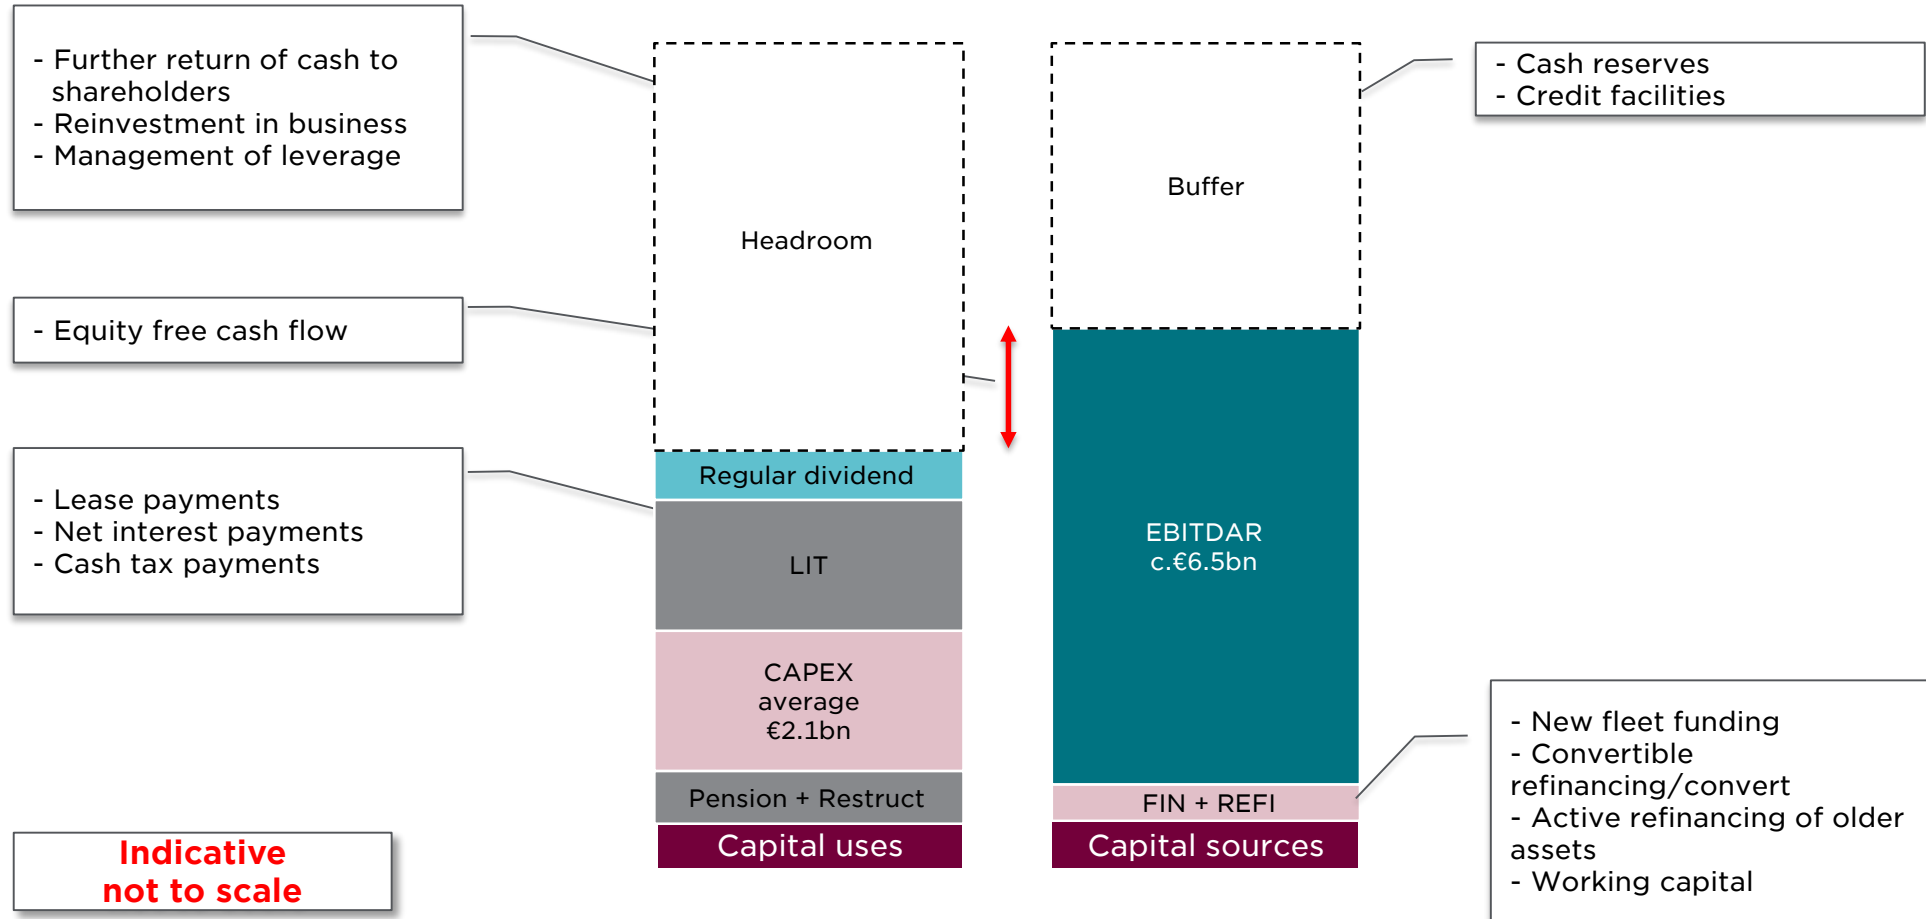 - Further return of cash to
shareholders
- Reinvestment in business
- Management of leverage
- Equity free cash flow
- Lease payments
- Net interest payments
- Cash tax payments
Indicative
not to scale
Headroom
Regular dividend
LIT
CAPEX
average
€2.1bn
Pension + Restruct
Capital uses
Buffer
EBITDAR
c.€6.5bn
FIN + REFI
Capital sources
- Cash reserves
- Credit facilities
- New fleet funding
- Convertible
refinancing/convert
- Active refinancing of older
assets
- Working capital